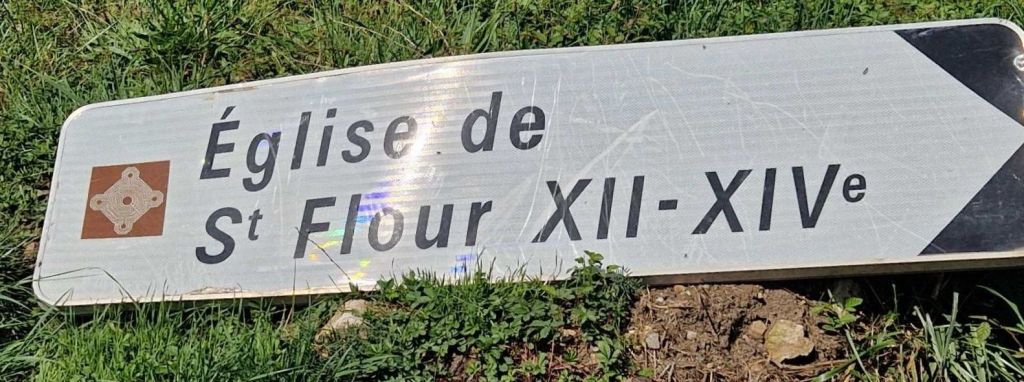 Église de
St Flour XII-XIVe